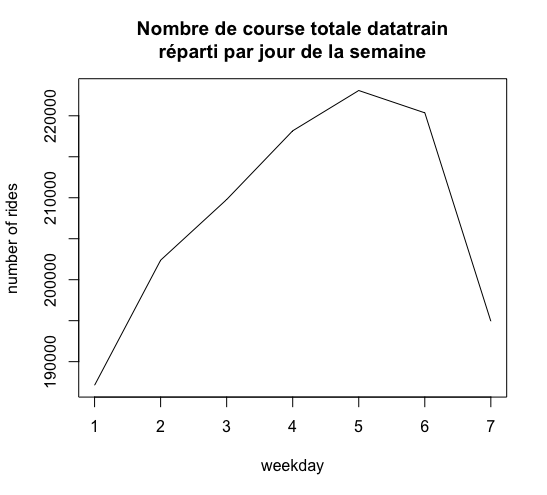 Nombre de course totale datatrain
réparti par jour de la semaine
220000
210000
200000
190000
number of rides
1 2 3 4 5 6 7
weekday